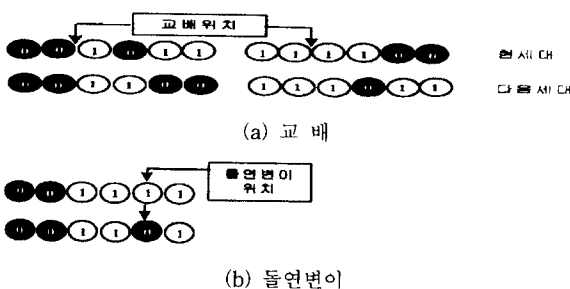 교배위치
0 0 1 0 1 1 1 1 1 1 0 0 현세대
0 0 1 1 0 0 1 1 1 0 1 1 다음세대
(a) 교 배
돌연변이
위치
0 0 1 1 1 1
0 0 1 1 0 1
(b) 돌연변이